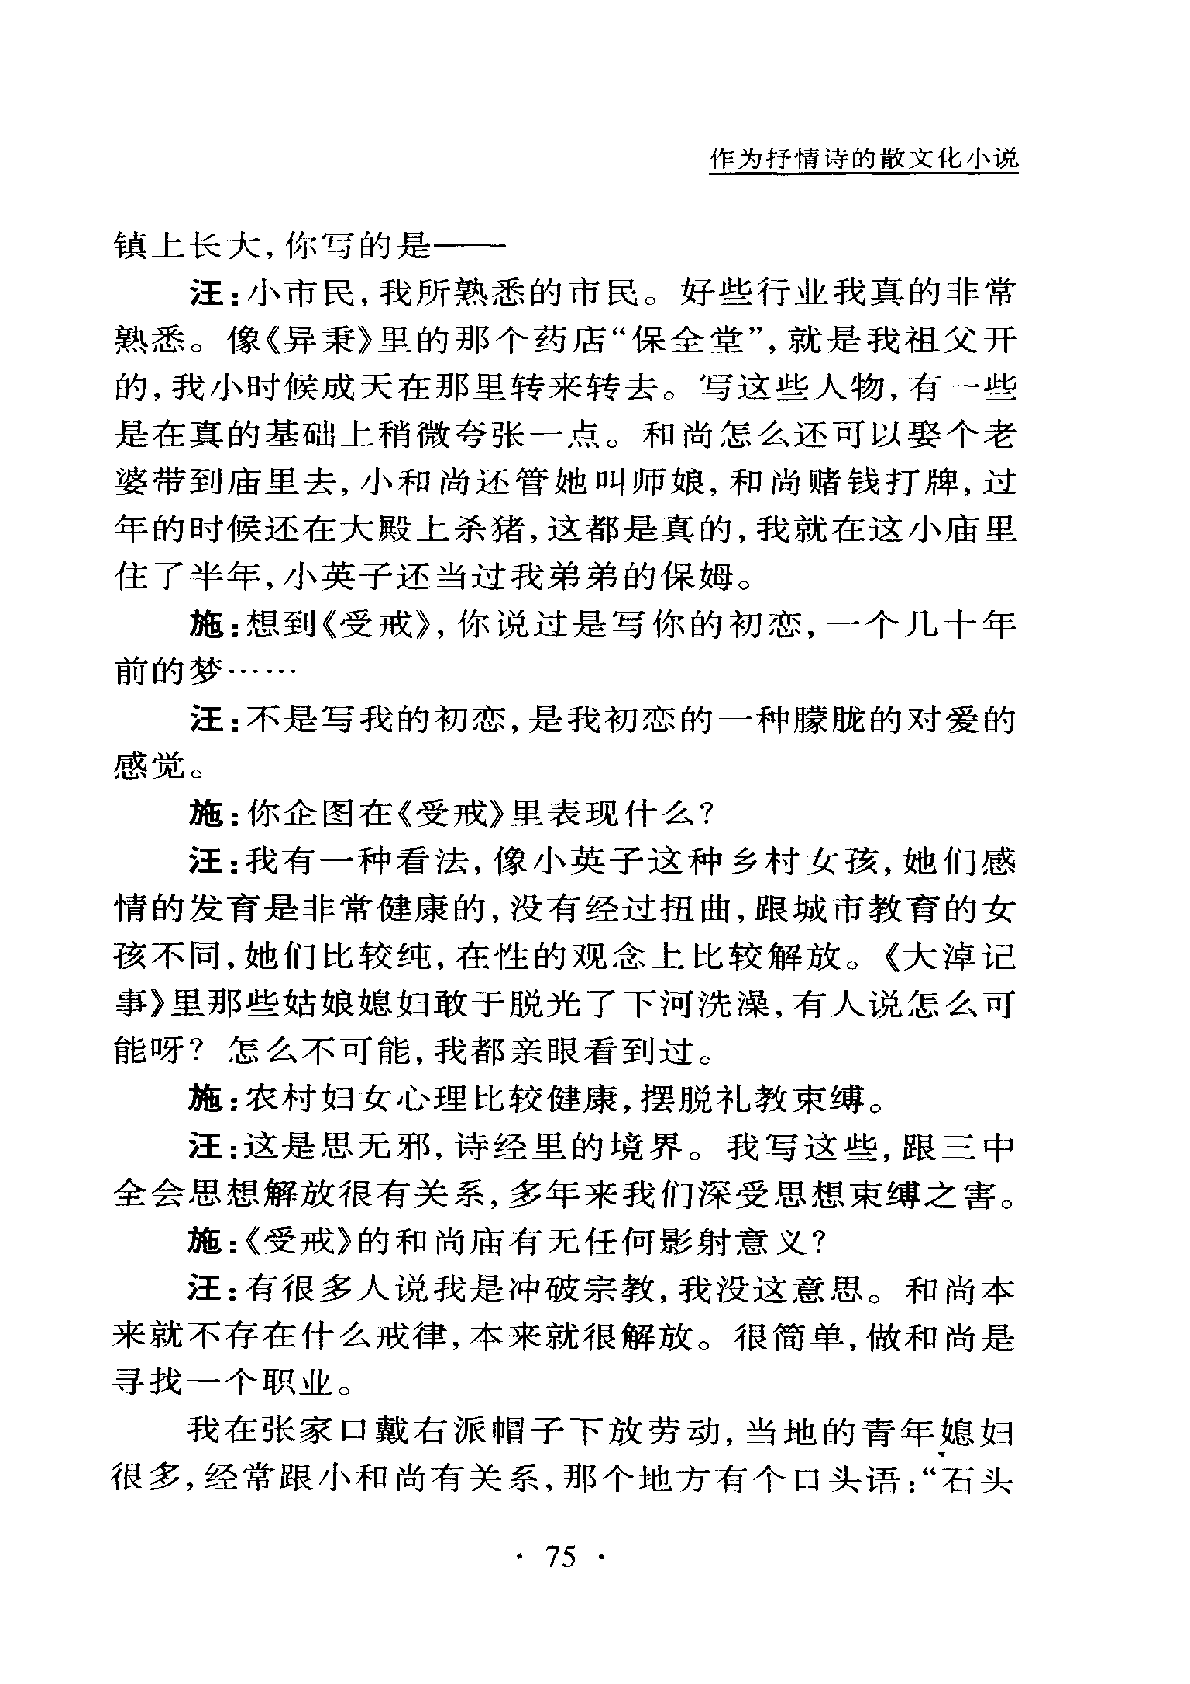 作为抒情诗的散文化小说
镇上长大,你写的是——
汪:小市民,我所熟悉的市民。好些行业我真的非常
熟悉。像《异秉》里的那个药店“保全堂”,就是我祖父开
的,我小时候成天在那里转来转去。写这些人物,有一些
是在真的基础上稍微夸张一点。和尚怎么还可以娶个老
婆带到庙里去,小和尚还管她叫师娘,和尚赌钱打牌,过
年的时候还在大殿上杀猪,这都是真的,我就在这小庙里
住了半年,小英子还当过我弟弟的保姆。
施:想到《受戒》,你说过是写你的初恋,一个几十年
前的梦……
汪:不是写我的初恋,是我初恋的一种朦胧的对爱的
感觉。
施:你企图在《受戒》里表现什么?
汪:我有一种看法,像小英子这种乡村女孩,她们感
情的发育是非常健康的,没有经过扭曲,跟城市教育的女
孩不同,她们比较纯,在性的观念上比较解放。《大淖记
事》里那些姑娘媳妇敢于脱光了下河洗澡,有人说怎么可
能呀? 怎么不可能,我都亲眼看到过。
施:农村妇女心理比较健康,摆脱礼教束缚。
汪:这是思无邪,诗经里的境界。我写这些,跟三中
全会思想解放很有关系,多年来我们深受思想束缚之害。
施:《受戒》的和尚庙有无任何影射意义?
汪:有很多人说我是冲破宗教,我没这意思。和尚本
来就不存在什么戒律,本来就很解放。很简单,做和尚是
寻找一个职业。
我在张家口戴右派帽子下放劳动,当地的青年媳妇
很多,经常跟小和尚有关系,那个地方有个口头语:“石头
· 75 ·